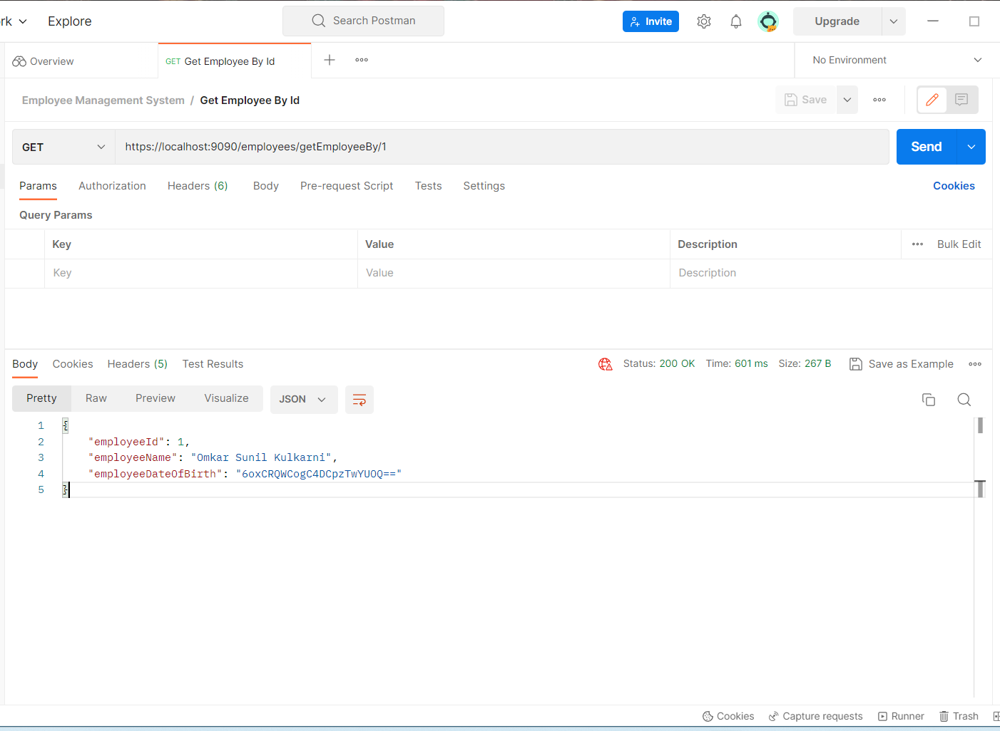 rk Explore Search Postman Invite Upgrade
Overview GET Get Employee By Id No Environment
Employee Management System / Get Employee By Id Save
GET https://localhost:9090/employees/getEmployeeBy/1 Send
Params Authorization Headers (6) Body Pre-request Script Tests Settings Cookies
Query Params
Key Value Description Bulk Edit
Key Value Description
Body Cookies Headers (5) Test Results Status: 200 OK Time: 601 ms Size: 267 B Save as Example
Pretty Raw Preview Visualize JSON
1 {
2 "employeeId": 1,
3 "employeeName": "Omkar Sunil Kulkarni",
4 "employeeDateOfBirth": "6oxCRQWCogC4DCpzTwYUOQ=="
5 }
Cookies Capture requests Runner Trash